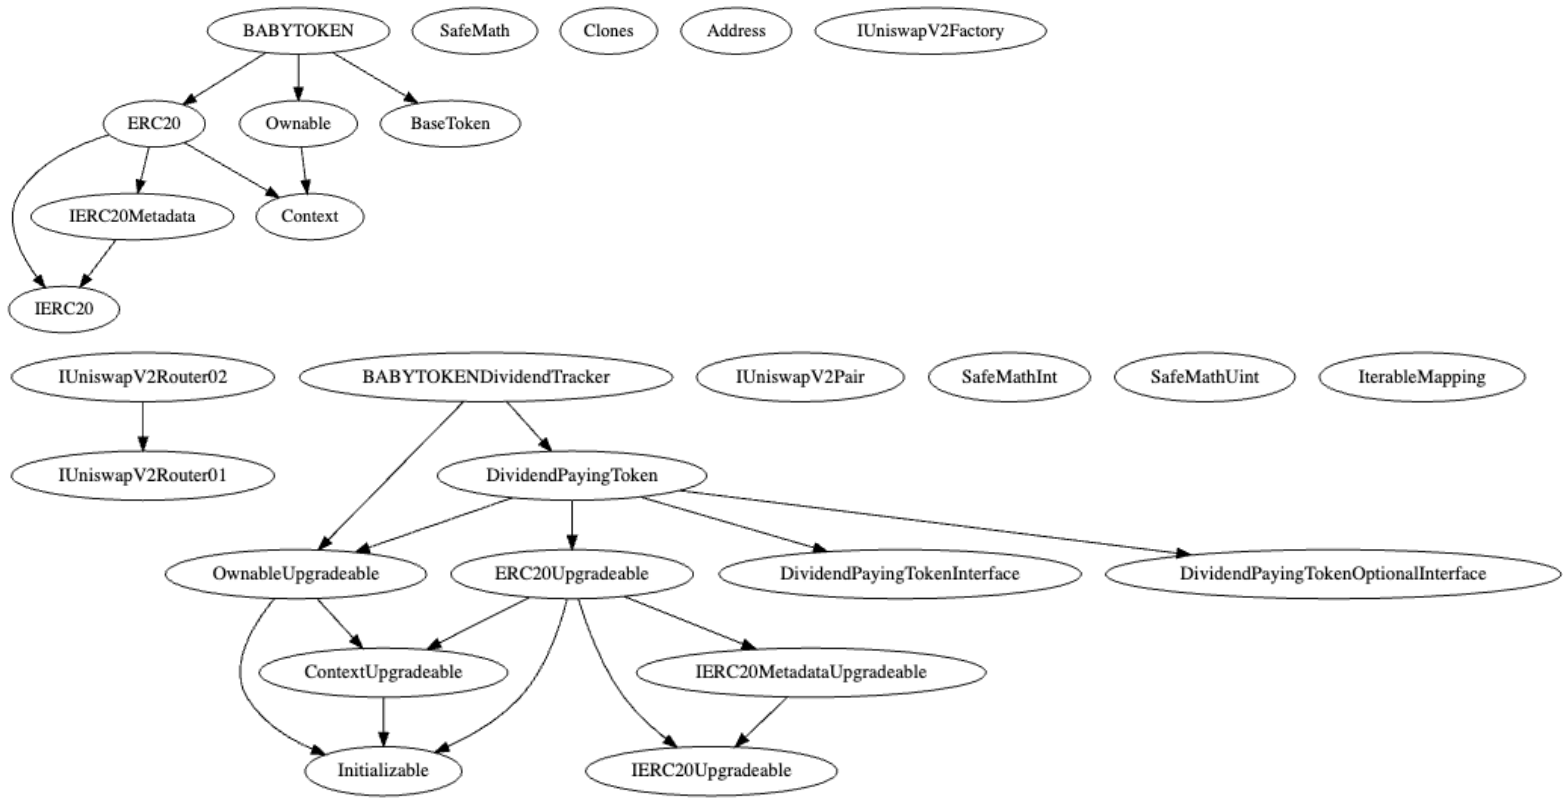 BABYTOKEN
SafeMath
Clones
Address
IUniswapV2Factory
ERC20
Ownable
BaseToken
IERC20Metadata
Context
IERC20
IUniswapV2Router02
BABYTOKENDividendTracker
IUniswapV2Pair
SafeMathInt
SafeMathUint
IterableMapping
IUniswapV2Router01
DividendPayingToken
OwnableUpgradeable
ERC20Upgradeable
DividendPayingTokenInterface
DividendPayingTokenOptionalInterface
ContextUpgradeable
IERC20MetadataUpgradeable
Initializable
IERC20Upgradeable